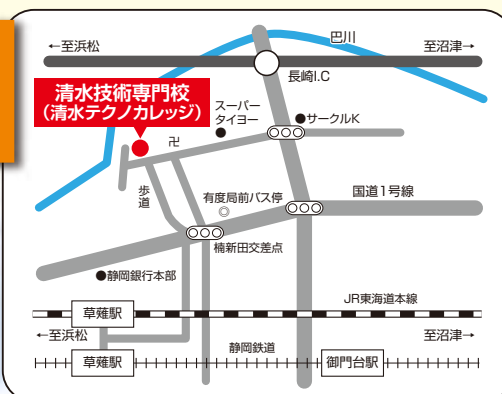 ←至浜松
巴川
至沼津→
長崎I.C
清水技術専門校
（清水テクノカレッジ）
スーパー
タイヨー
サークルK
卍
歩道
有度局前バス停
国道1号線
楠新田交差点
静岡銀行本部
JR東海道本線
草薙駅
←至浜松
至沼津→
静岡鉄道
草薙駅
御門台駅